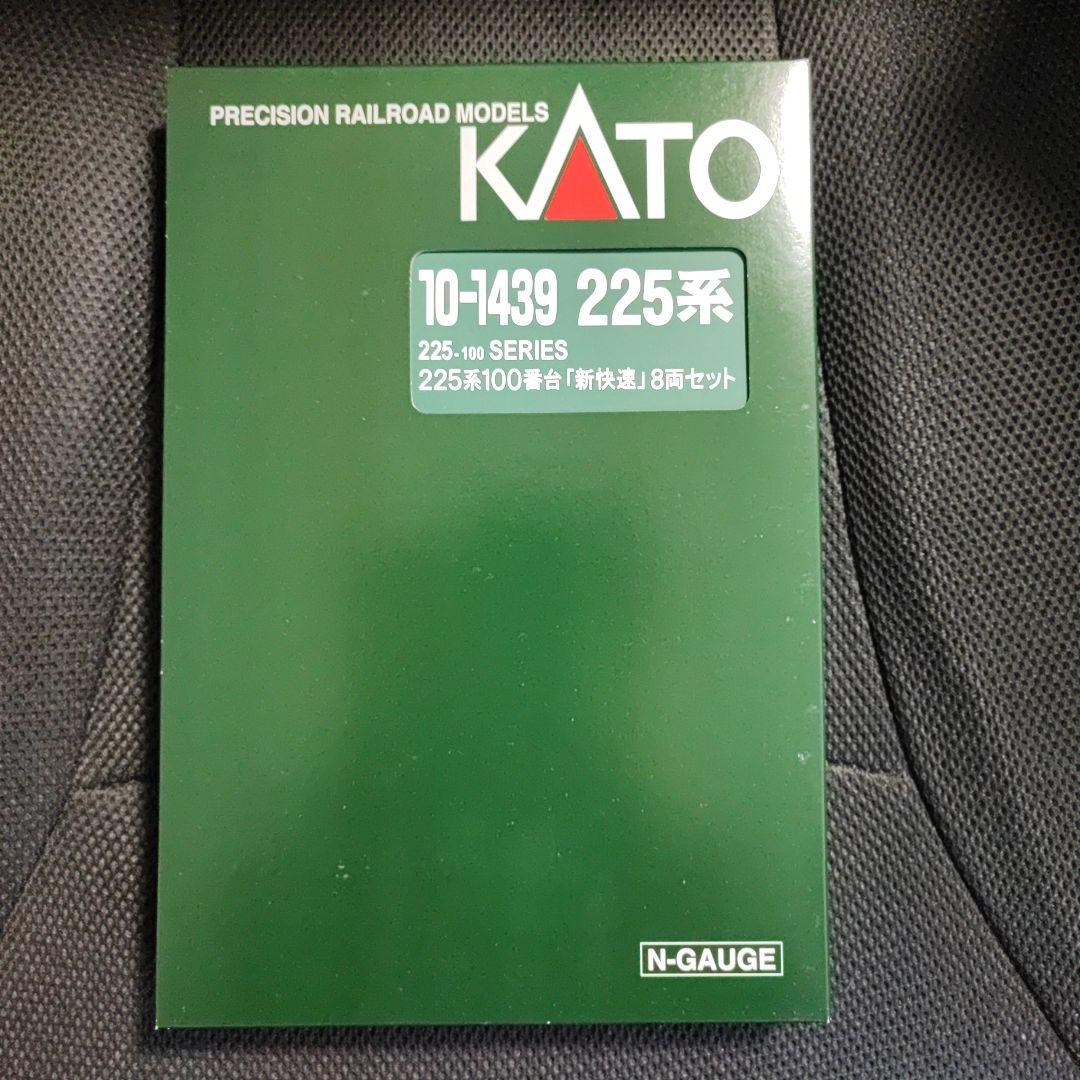 PRECISION RAILROAD MODELS
KATO
10-1439 225系
225-100 SERIES
225系100番台「新快速」8両セット
N-GAUGE